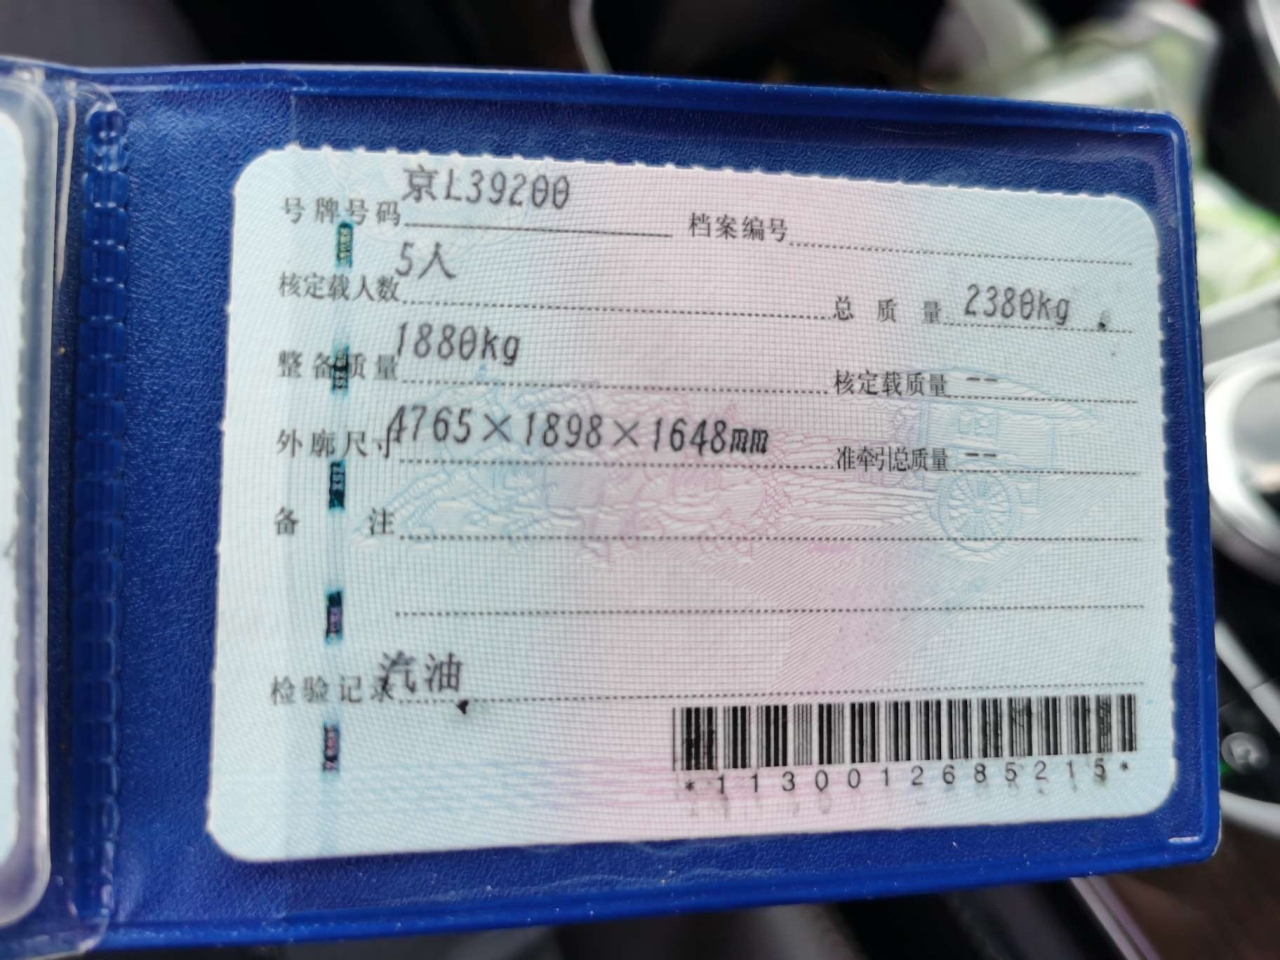 号牌号码 京L39200 档案编号
核定载人数 5人 总质量 2380kg
整备质量 1880kg 核定载质量 --
外廓尺寸 4765×1898×1648mm 准牵引总质量 --
备注
检验记录 汽油
*1130012685215*